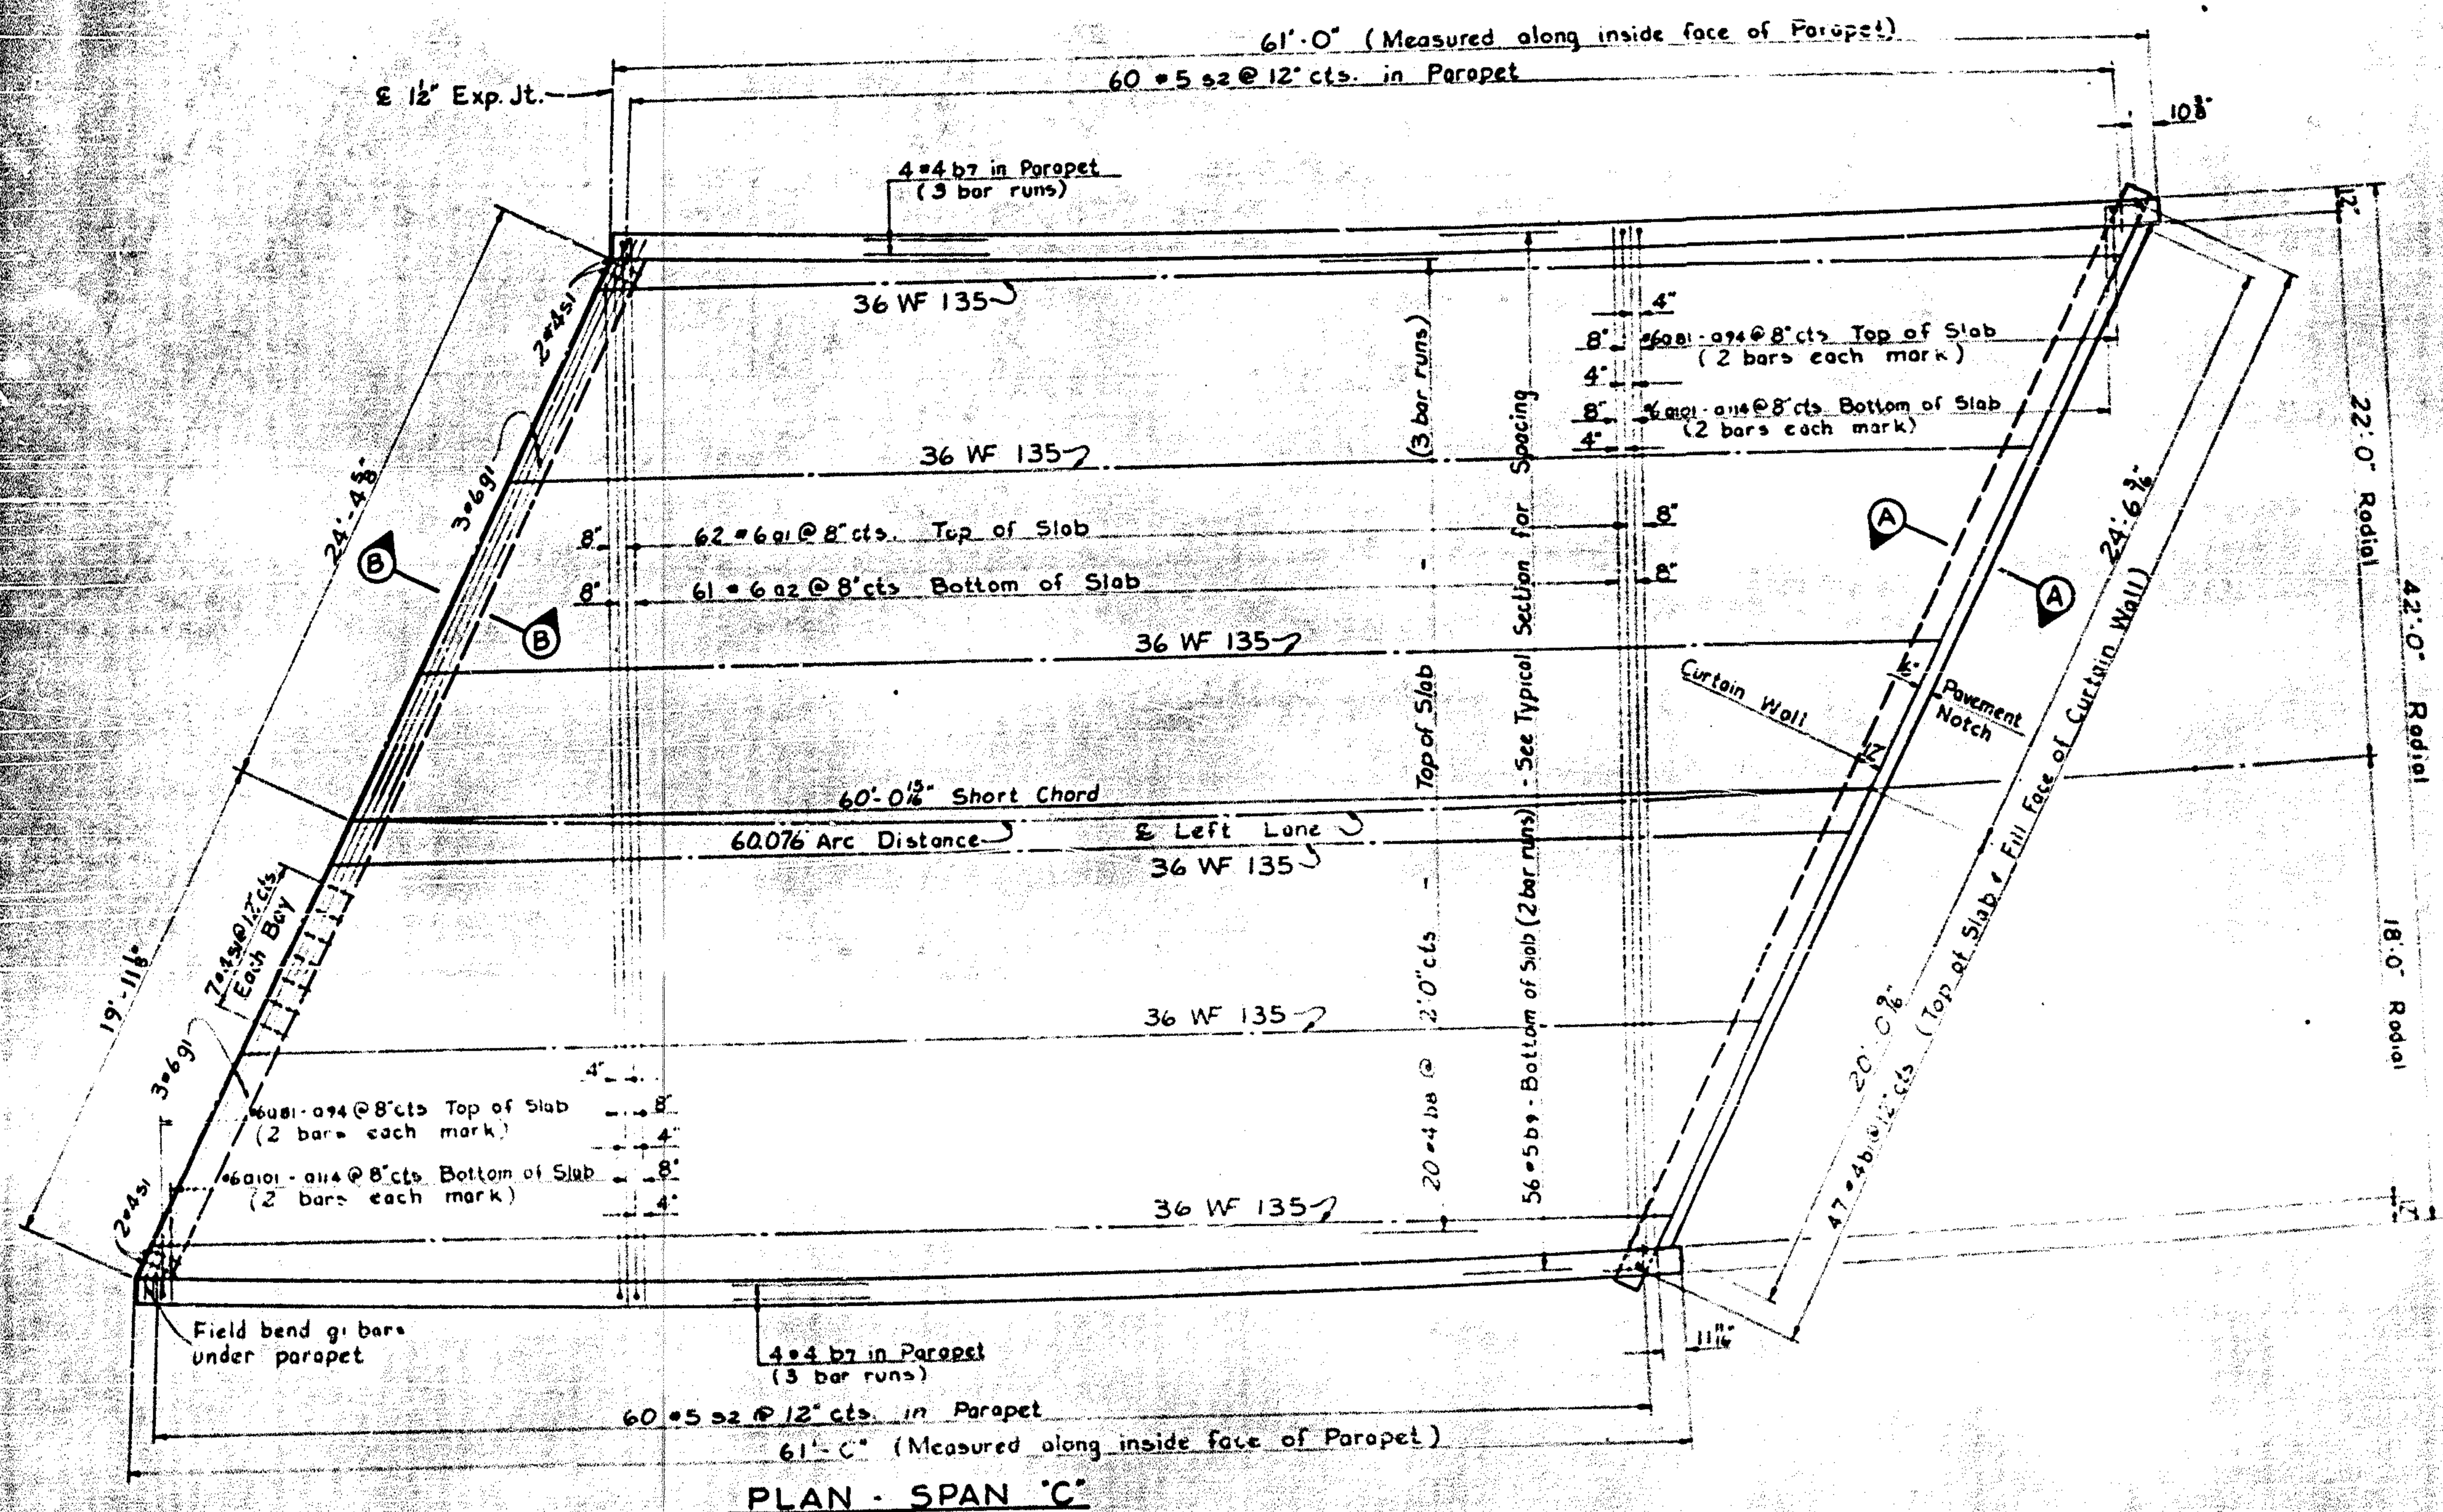 61'-0" (Measured along inside face of Parapet)
60 #5 s2 @ 12" cts. in Parapet
℄ 1½" Exp. Jt.
10⅜"
4 #4 b7 in Parapet
(3 bar runs)
12"
36 WF 135
2 #4 s1
4"
8"
#6 a81 - a94 @ 8" cts Top of Slab
(2 bars each mark)
4"
8"
#6 a101 - a114 @ 8" cts Bottom of Slab
(2 bars each mark)
4"
(3 bar runs)
22'-0" Radial
36 WF 135
3 #6 g1
24'-4⅝"
24'-6 3/16"
A
A
B
B
8"
62 #6 a1 @ 8" cts. Top of Slab
8"
8"
61 #6 a2 @ 8" cts Bottom of Slab
8"
42'-0" Radial
36 WF 135
Curtain Wall
Pavement
Notch
12"
60'-0 15/16" Short Chord
60.076 Arc Distance
℄ Left Lane
36 WF 135
Top of Slab
20 #4 b8 @ 2'-0" cts
56 #5 b9 - Bottom of Slab (2 bar runs) - See Typical Section for Spacing
7 #4 s1 @ 12" cts
Each Bay
19'-11⅛"
18'-0" Radial
3 #6 g1
36 WF 135
20'-0 9/16"
47 #4 b1 @ 12" cts (Top of Slab & Fill Face of Curtain Wall)
4"
#6 a81 - a94 @ 8" cts Top of Slab
(2 bars each mark)
8"
4"
#6 a101 - a114 @ 8" cts Bottom of Slab
(2 bars each mark)
8"
4"
2 #4 s1
36 WF 135
12"
Field bend g1 bars
under parapet
4 #4 b7 in Parapet
(3 bar runs)
11 11/16"
60 #5 s2 @ 12" cts. in Parapet
61'-0" (Measured along inside face of Parapet)
PLAN - SPAN "C"